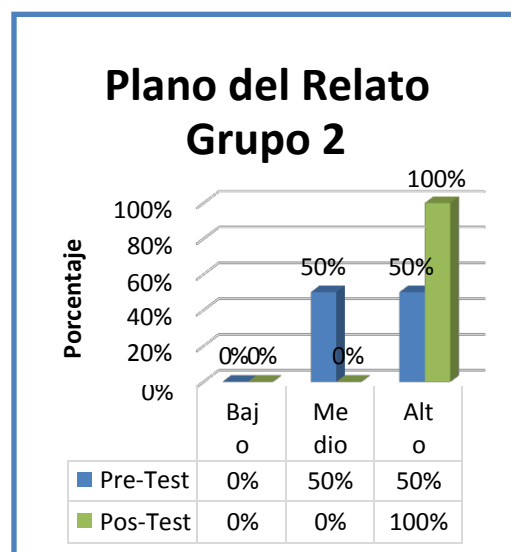 Plano del Relato
Grupo 2
Porcentaje
100%
80%
60%
40%
20%
0%
0% 0% 50% 0% 50% 100%
Baj
o
Me
dio
Alt
o
Pre-Test 0% 50% 50%
Pos-Test 0% 0% 100%